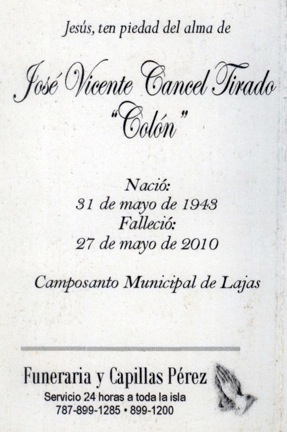 Jesús, ten piedad del alma de
José Vicente Cancel Tirado
"Colón"
Nació:
31 de mayo de 1943
Falleció:
27 de mayo de 2010
Camposanto Municipal de Lajas
Funeraria y Capillas Pérez
Servicio 24 horas a toda la isla
787-899-1285 • 899-1200